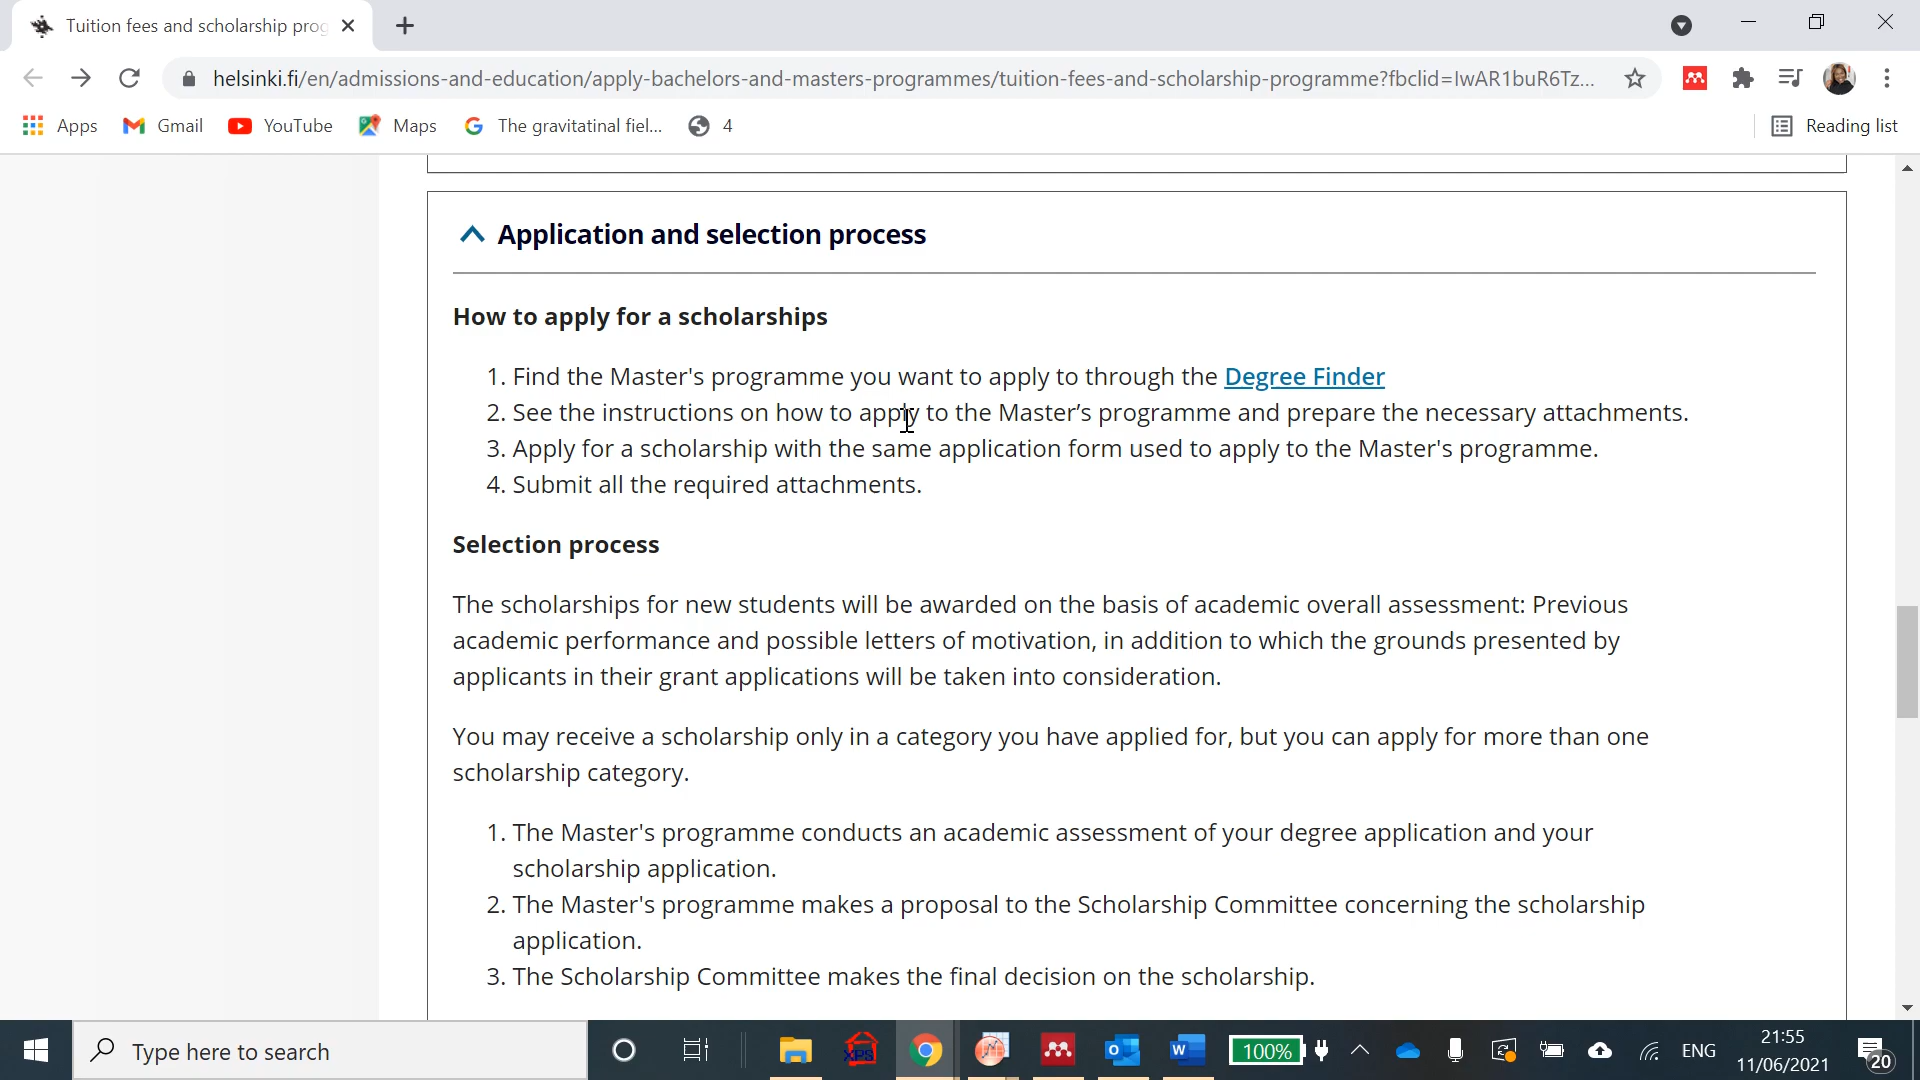 Tuition fees and scholarship prog
helsinki.fi/en/admissions-and-education/apply-bachelors-and-masters-programmes/tuition-fees-and-scholarship-programme?fbclid=IwAR1buR6Tz...
Apps Gmail YouTube Maps The gravitatinal fiel... 4 Reading list
Application and selection process
How to apply for a scholarships
1. Find the Master's programme you want to apply to through the Degree Finder
2. See the instructions on how to apply to the Master’s programme and prepare the necessary attachments.
3. Apply for a scholarship with the same application form used to apply to the Master's programme.
4. Submit all the required attachments.
Selection process
The scholarships for new students will be awarded on the basis of academic overall assessment: Previous
academic performance and possible letters of motivation, in addition to which the grounds presented by
applicants in their grant applications will be taken into consideration.
You may receive a scholarship only in a category you have applied for, but you can apply for more than one
scholarship category.
1. The Master's programme conducts an academic assessment of your degree application and your
scholarship application.
2. The Master's programme makes a proposal to the Scholarship Committee concerning the scholarship
application.
3. The Scholarship Committee makes the final decision on the scholarship.
Type here to search
XPS
100%
ENG
21:55
11/06/2021
20